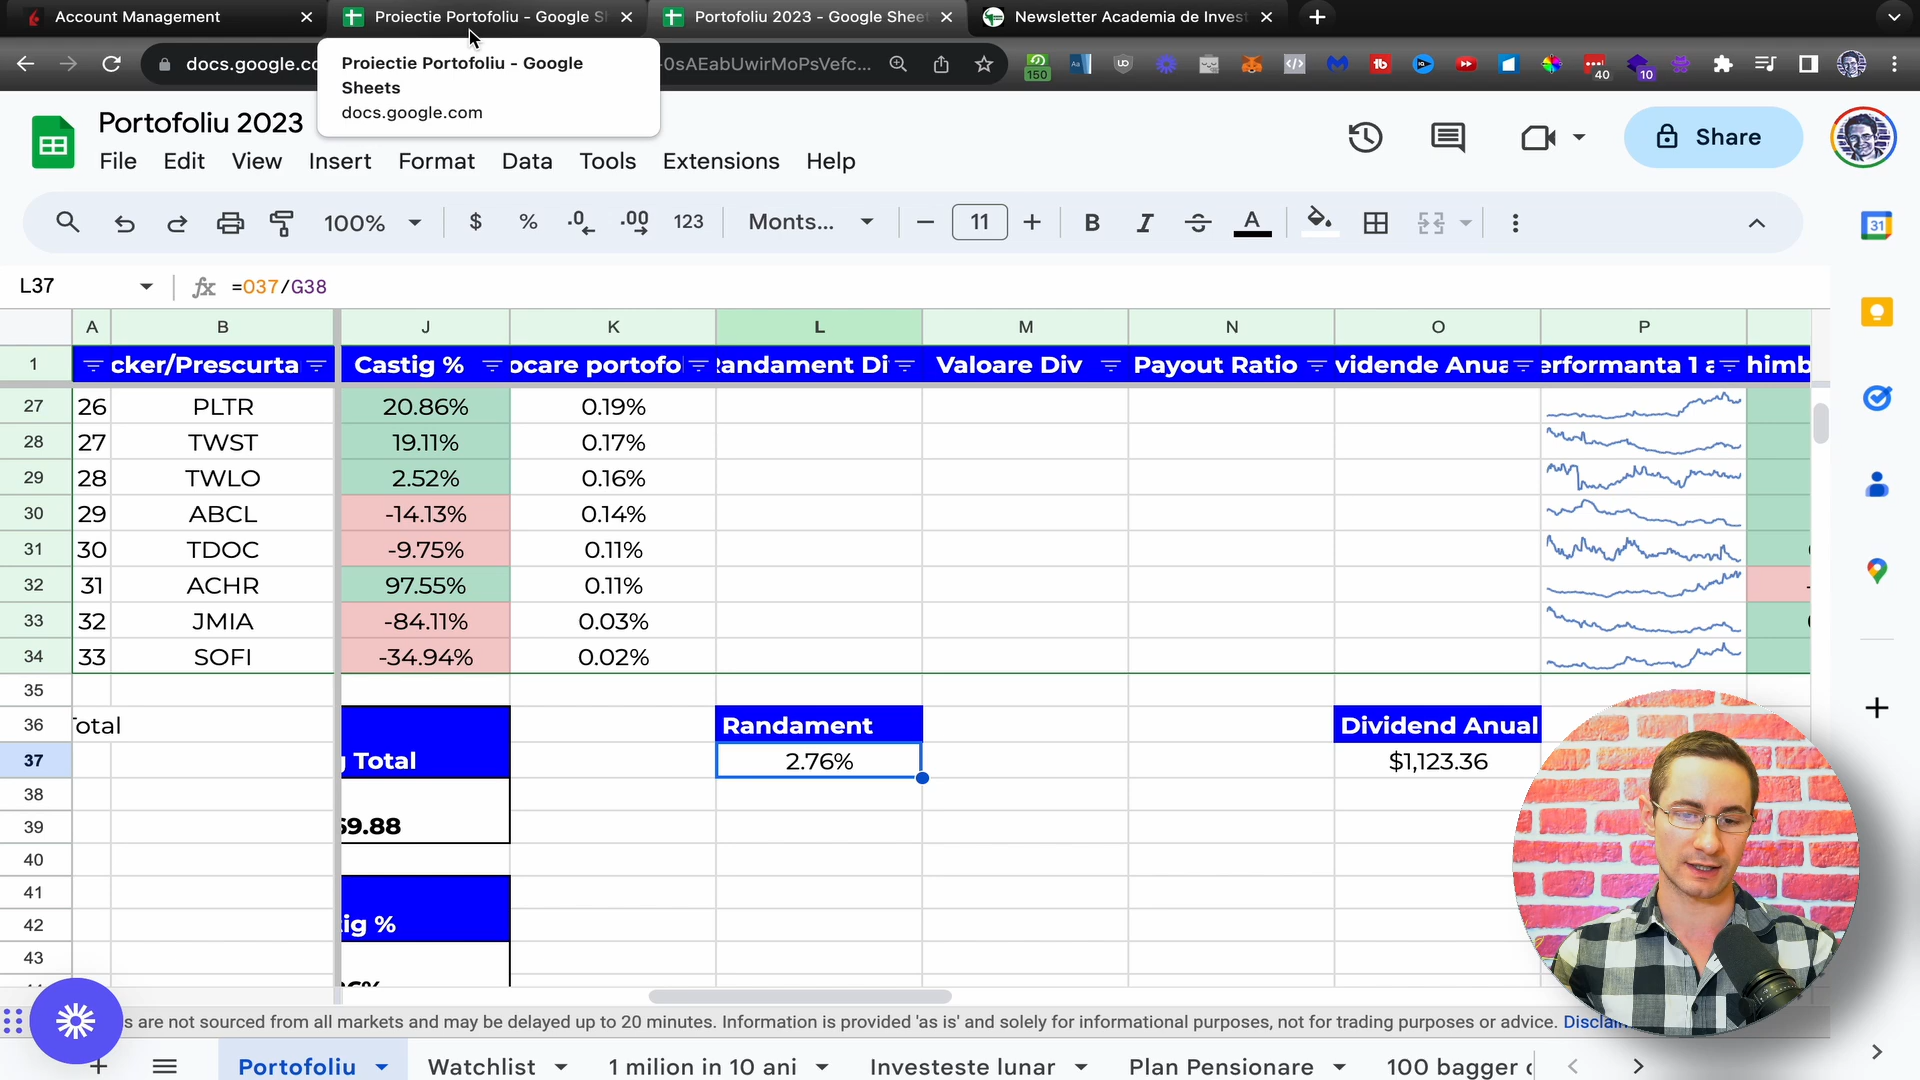 Account Management
Proiectie Portofoliu - Google S
Portofoliu 2023 - Google Sheet
Newsletter Academia de Invest
docs.google.co
-0sAEabUwirMoPsVefc...
150
40
10
Proiectie Portofoliu - Google
Sheets
docs.google.com
Portofoliu 2023
File Edit View Insert Format Data Tools Extensions Help
Share
100% $ % .0 .00 123 Monts... 11 B I A
31
L37 fx =O37/G38
A B J K L M N O P
1 cker/Prescurta Castig % ocare portofo Randament Di Valoare Div Payout Ratio vidende Anua erformanta 1 a himb
27 26 PLTR 20.86% 0.19%
28 27 TWST 19.11% 0.17%
29 28 TWLO 2.52% 0.16%
30 29 ABCL -14.13% 0.14%
31 30 TDOC -9.75% 0.11%
32 31 ACHR 97.55% 0.11%
33 32 JMIA -84.11% 0.03%
34 33 SOFI -34.94% 0.02%
35
36 Total Randament Dividend Anual
37 Total 2.76% $1,123.36
38
39 69.88
40
41
42 tig %
43
s are not sourced from all markets and may be delayed up to 20 minutes. Information is provided 'as is' and solely for informational purposes, not for trading purposes or advice. Disclai
Portofoliu Watchlist 1 milion in 10 ani Investeste lunar Plan Pensionare 100 bagger